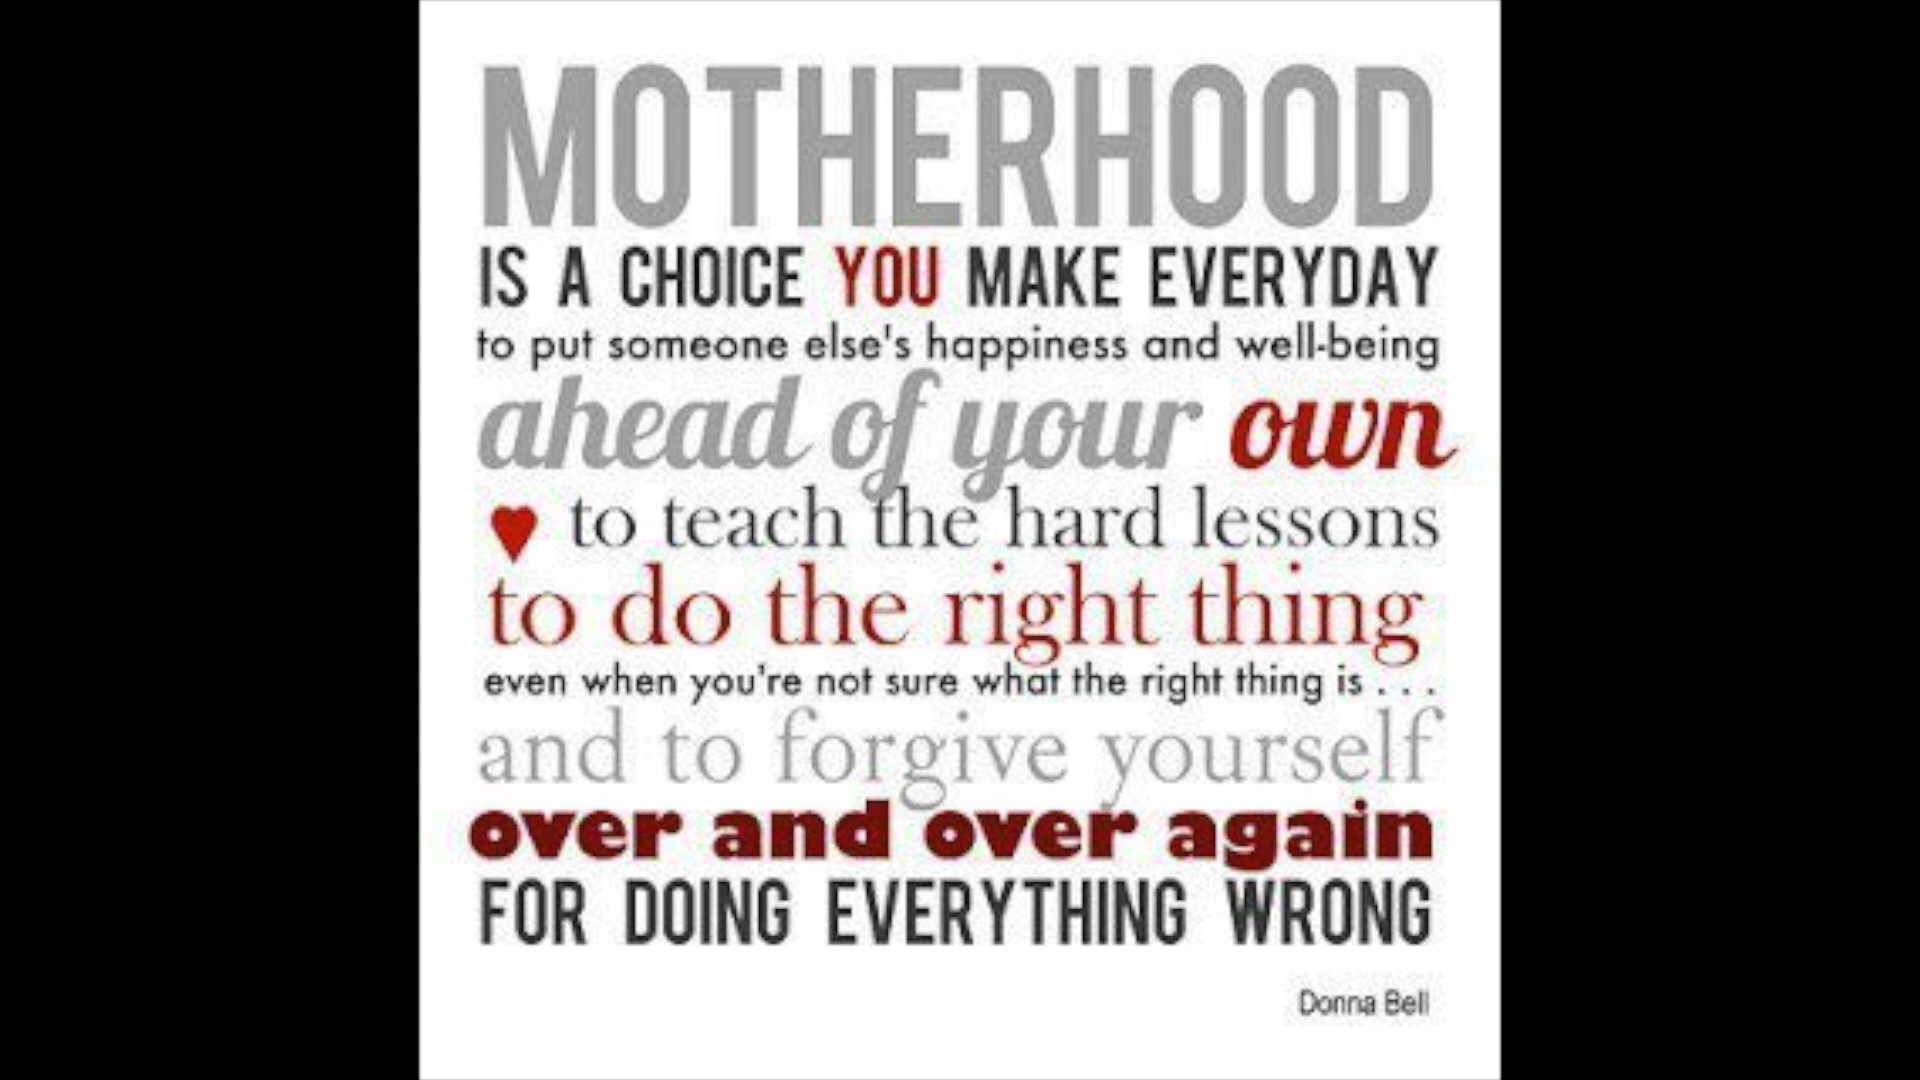 MOTHERHOOD
IS A CHOICE YOU MAKE EVERYDAY
to put someone else's happiness and well-being
ahead of your own
to teach the hard lessons
to do the right thing
even when you're not sure what the right thing is . . .
and to forgive yourself
over and over again
FOR DOING EVERYTHING WRONG
Donna Bell